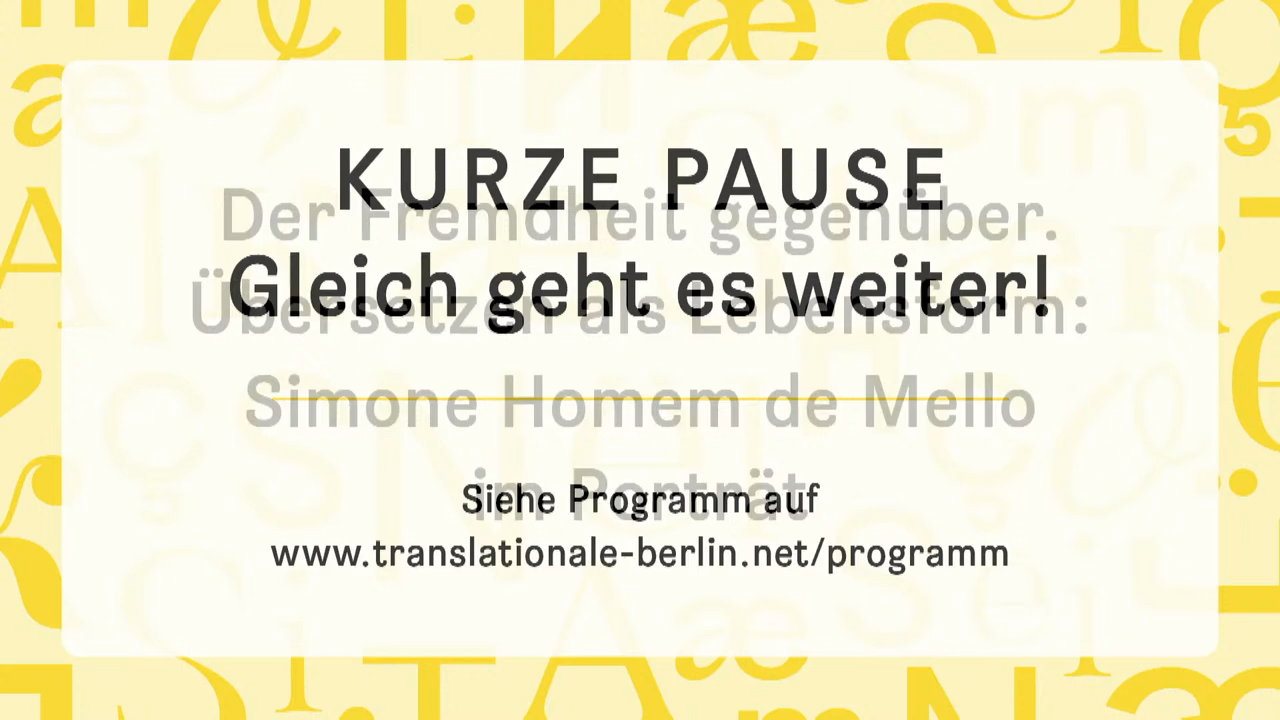 KURZE PAUSE
Gleich geht es weiter!
Siehe Programm auf
www.translationale-berlin.net/programm
Der Fremdheit gegenüber.
Übersetzen als Lebensform:
Simone Homem de Mello
im Porträt